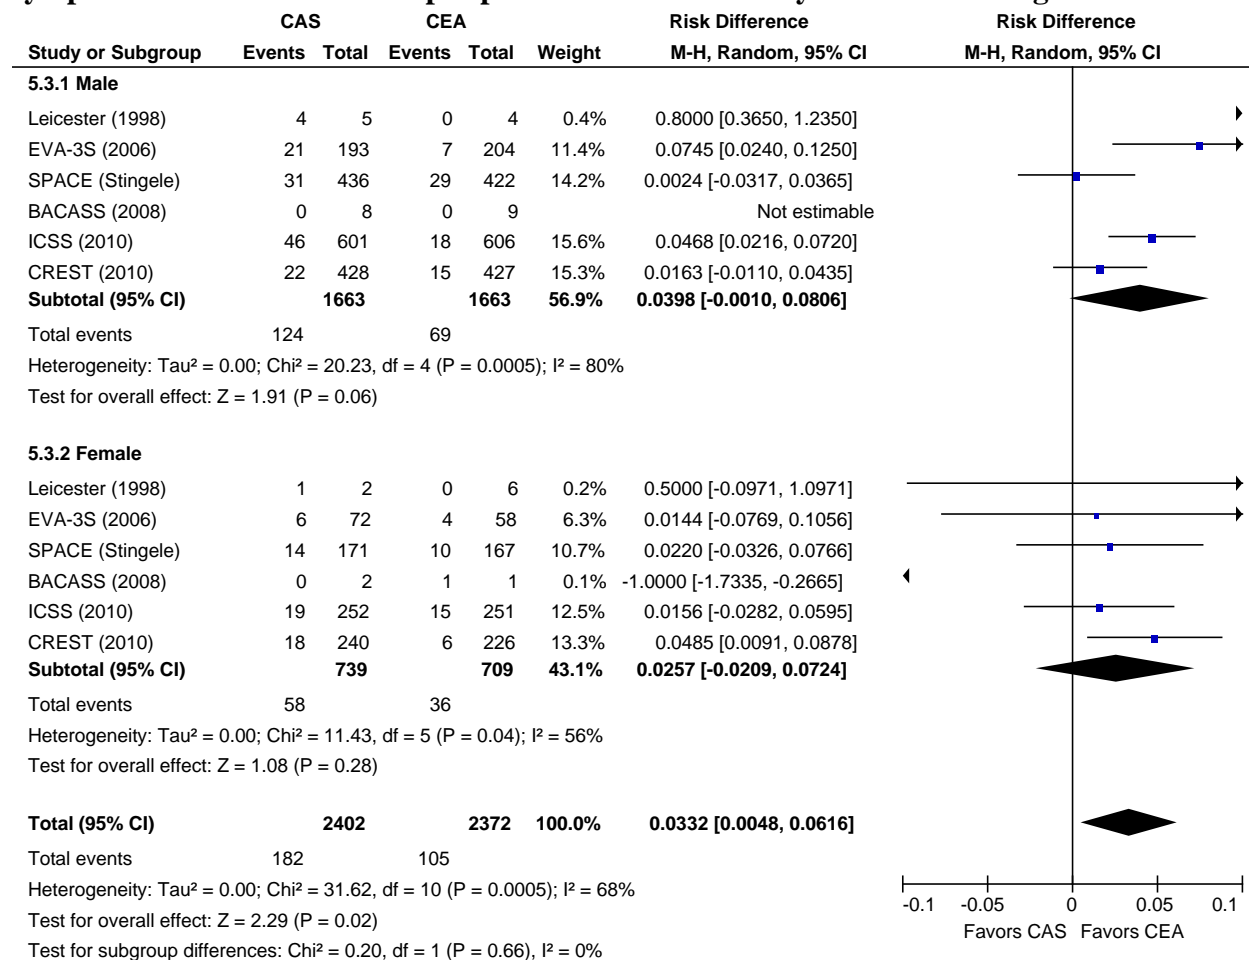 CAS CEA Risk Difference Risk Difference
Study or Subgroup Events Total Events Total Weight M-H, Random, 95% CI M-H, Random, 95% CI
5.3.1 Male
Leicester (1998) 4 5 0 4 0.4% 0.8000 [0.3650, 1.2350]
EVA-3S (2006) 21 193 7 204 11.4% 0.0745 [0.0240, 0.1250]
SPACE (Stingele) 31 436 29 422 14.2% 0.0024 [-0.0317, 0.0365]
BACASS (2008) 0 8 0 9 Not estimable
ICSS (2010) 46 601 18 606 15.6% 0.0468 [0.0216, 0.0720]
CREST (2010) 22 428 15 427 15.3% 0.0163 [-0.0110, 0.0435]
Subtotal (95% CI) 1663 1663 56.9% 0.0398 [-0.0010, 0.0806]
Total events 124 69
Heterogeneity: Tau² = 0.00; Chi² = 20.23, df = 4 (P = 0.0005); I² = 80%
Test for overall effect: Z = 1.91 (P = 0.06)
5.3.2 Female
Leicester (1998) 1 2 0 6 0.2% 0.5000 [-0.0971, 1.0971]
EVA-3S (2006) 6 72 4 58 6.3% 0.0144 [-0.0769, 0.1056]
SPACE (Stingele) 14 171 10 167 10.7% 0.0220 [-0.0326, 0.0766]
BACASS (2008) 0 2 1 1 0.1% -1.0000 [-1.7335, -0.2665]
ICSS (2010) 19 252 15 251 12.5% 0.0156 [-0.0282, 0.0595]
CREST (2010) 18 240 6 226 13.3% 0.0485 [0.0091, 0.0878]
Subtotal (95% CI) 739 709 43.1% 0.0257 [-0.0209, 0.0724]
Total events 58 36
Heterogeneity: Tau² = 0.00; Chi² = 11.43, df = 5 (P = 0.04); I² = 56%
Test for overall effect: Z = 1.08 (P = 0.28)
Total (95% CI) 2402 2372 100.0% 0.0332 [0.0048, 0.0616]
Total events 182 105
Heterogeneity: Tau² = 0.00; Chi² = 31.62, df = 10 (P = 0.0005); I² = 68%
Test for overall effect: Z = 2.29 (P = 0.02)
Test for subgroup differences: Chi² = 0.20, df = 1 (P = 0.66), I² = 0%
-0.1 -0.05 0 0.05 0.1
Favors CAS Favors CEA